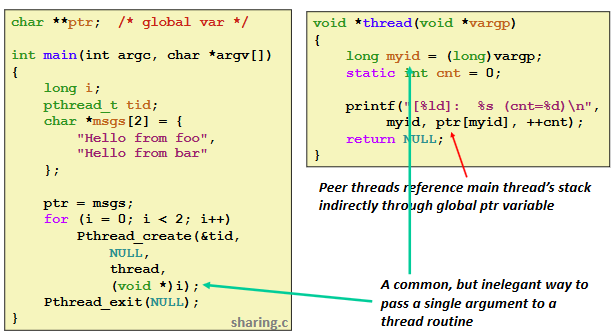 char **ptr;  /* global var */
int main(int argc, char *argv[])
{
    long i;
    pthread_t tid;
    char *msgs[2] = {
        "Hello from foo",
        "Hello from bar"
    };
    ptr = msgs;
    for (i = 0; i < 2; i++)
        Pthread_create(&tid,
            NULL,
            thread,
            (void *)i);
    Pthread_exit(NULL);
}
sharing.c
void *thread(void *vargp)
{
    long myid = (long)vargp;
    static int cnt = 0;
    printf("[%ld]:  %s (cnt=%d)\n",
        myid, ptr[myid], ++cnt);
    return NULL;
}
Peer threads reference main thread's stack
indirectly through global ptr variable
A common, but inelegant way to
pass a single argument to a
thread routine